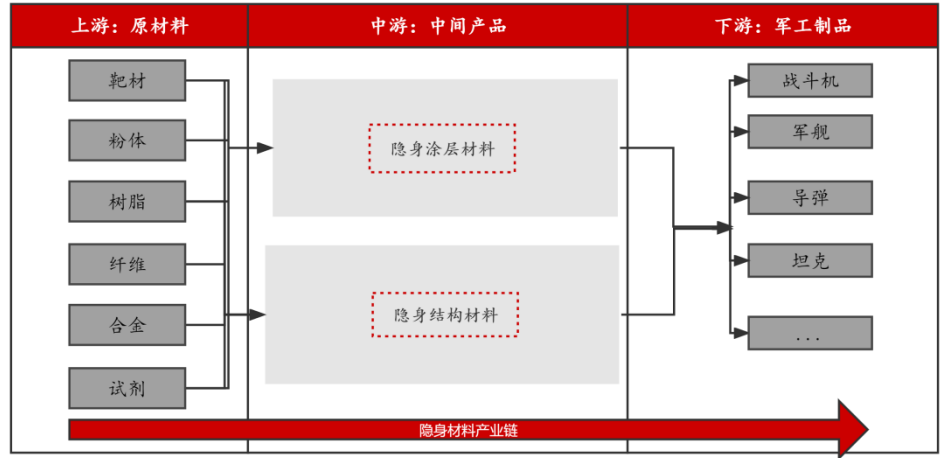 上游：原材料
中游：中间产品
下游：军工制品
靶材
粉体
树脂
纤维
合金
试剂
隐身涂层材料
隐身结构材料
战斗机
军舰
导弹
坦克
...
隐身材料产业链